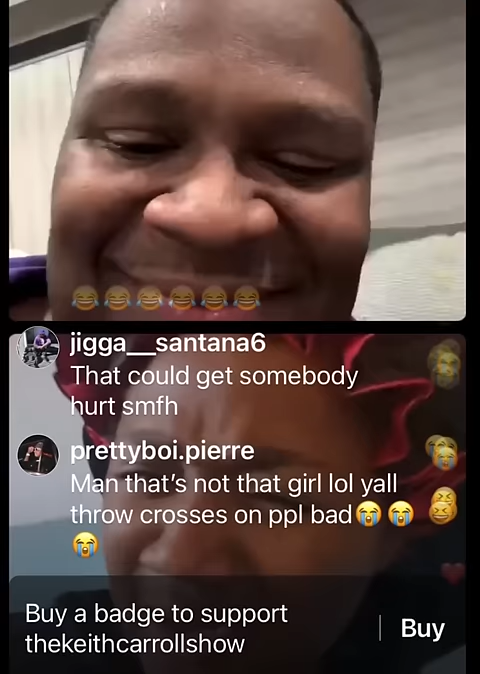 😂😂😂😂😂😂
jigga__santana6
That could get somebody
hurt smfh
prettyboi.pierre
Man that's not that girl lol yall
throw crosses on ppl bad😭😭
😭
Buy a badge to support
thekeithcarrollshow
Buy